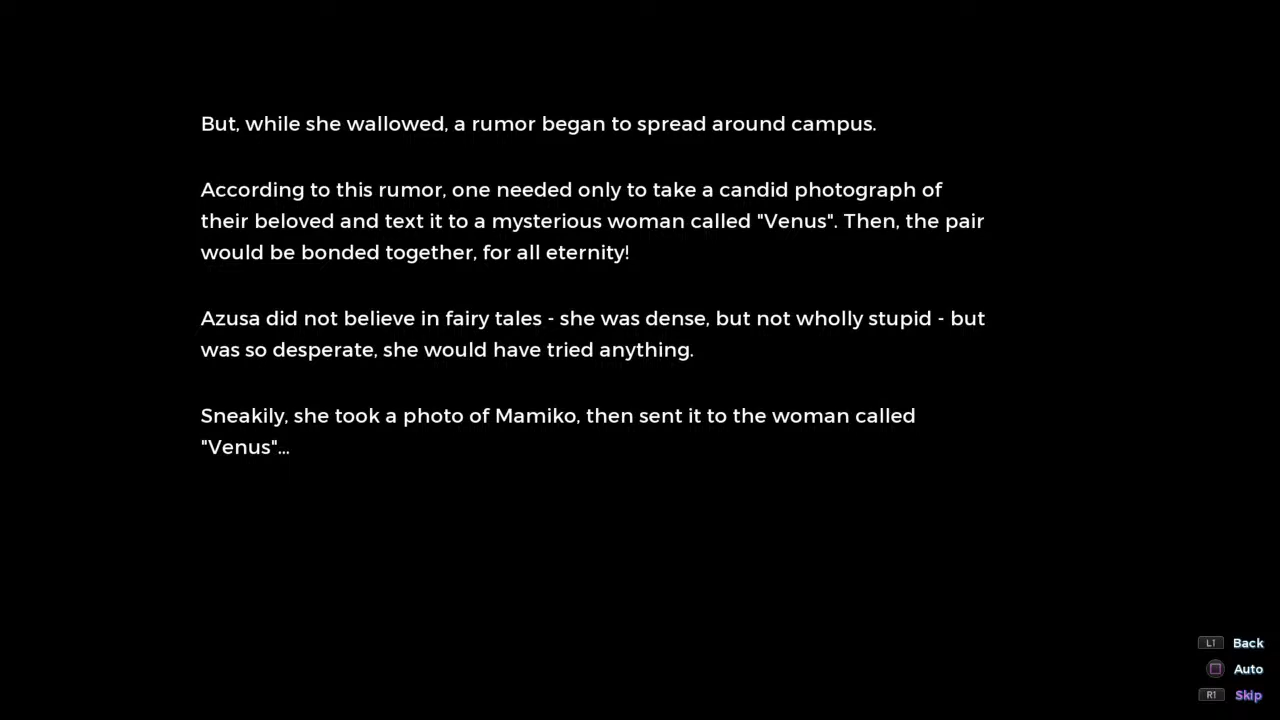 But, while she wallowed, a rumor began to spread around campus.
According to this rumor, one needed only to take a candid photograph of
their beloved and text it to a mysterious woman called "Venus". Then, the pair
would be bonded together, for all eternity!
Azusa did not believe in fairy tales - she was dense, but not wholly stupid - but
was so desperate, she would have tried anything.
Sneakily, she took a photo of Mamiko, then sent it to the woman called
"Venus"...
L1 Back
Auto
R1 Skip